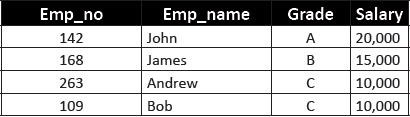 Emp_no Emp_name Grade Salary
142 John A 20,000
168 James B 15,000
263 Andrew C 10,000
109 Bob C 10,000